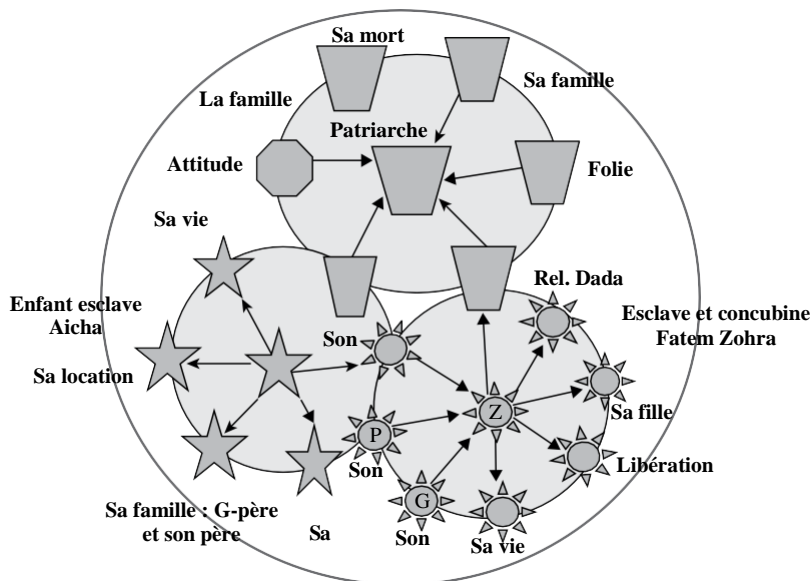 Sa mort
Sa famille
La famille
Patriarche
Attitude
Folie
Sa vie
Rel. Dada
Enfant esclave
Aicha
Esclave et concubine
Fatem Zohra
Son
Sa location
Z
Sa fille
P
Son
Libération
G
Sa famille : G-père
et son père
Sa
Son
Sa vie